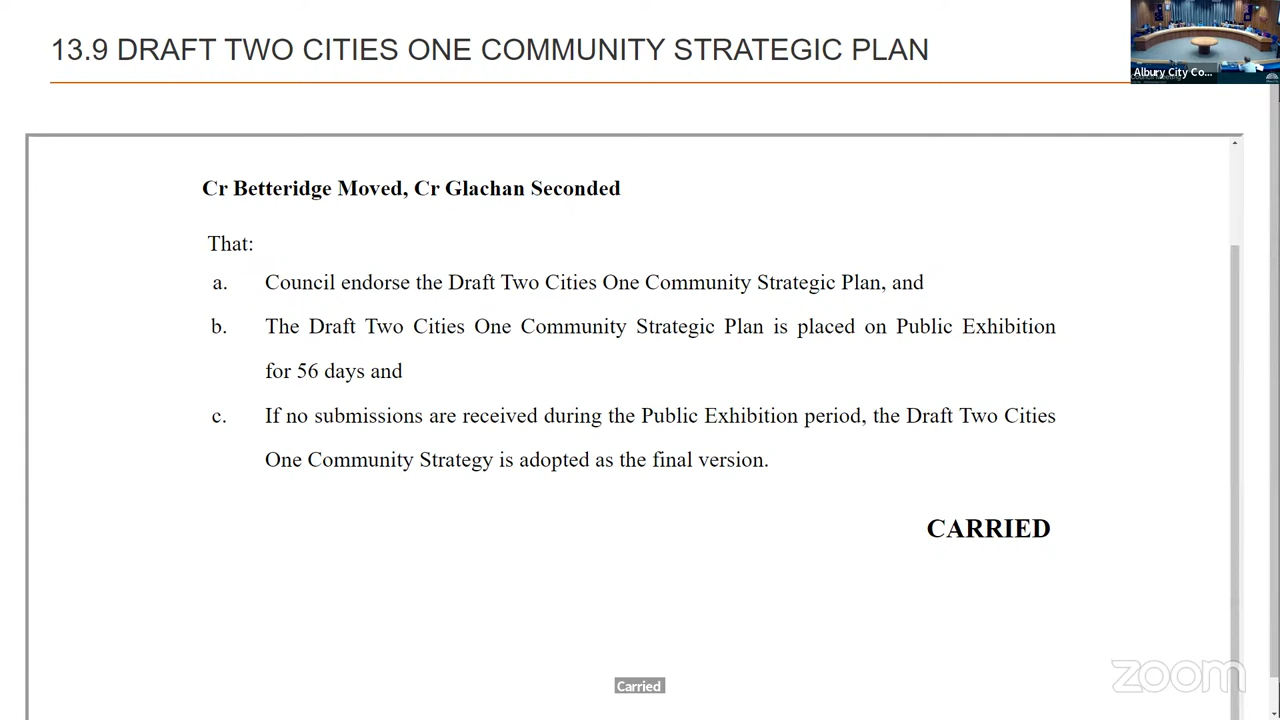 13.9 DRAFT TWO CITIES ONE COMMUNITY STRATEGIC PLAN
Albury City Co...
Cr Betteridge Moved, Cr Glachan Seconded
That:
a. Council endorse the Draft Two Cities One Community Strategic Plan, and
b. The Draft Two Cities One Community Strategic Plan is placed on Public Exhibition
for 56 days and
c. If no submissions are received during the Public Exhibition period, the Draft Two Cities
One Community Strategy is adopted as the final version.
CARRIED
zoom
Carried